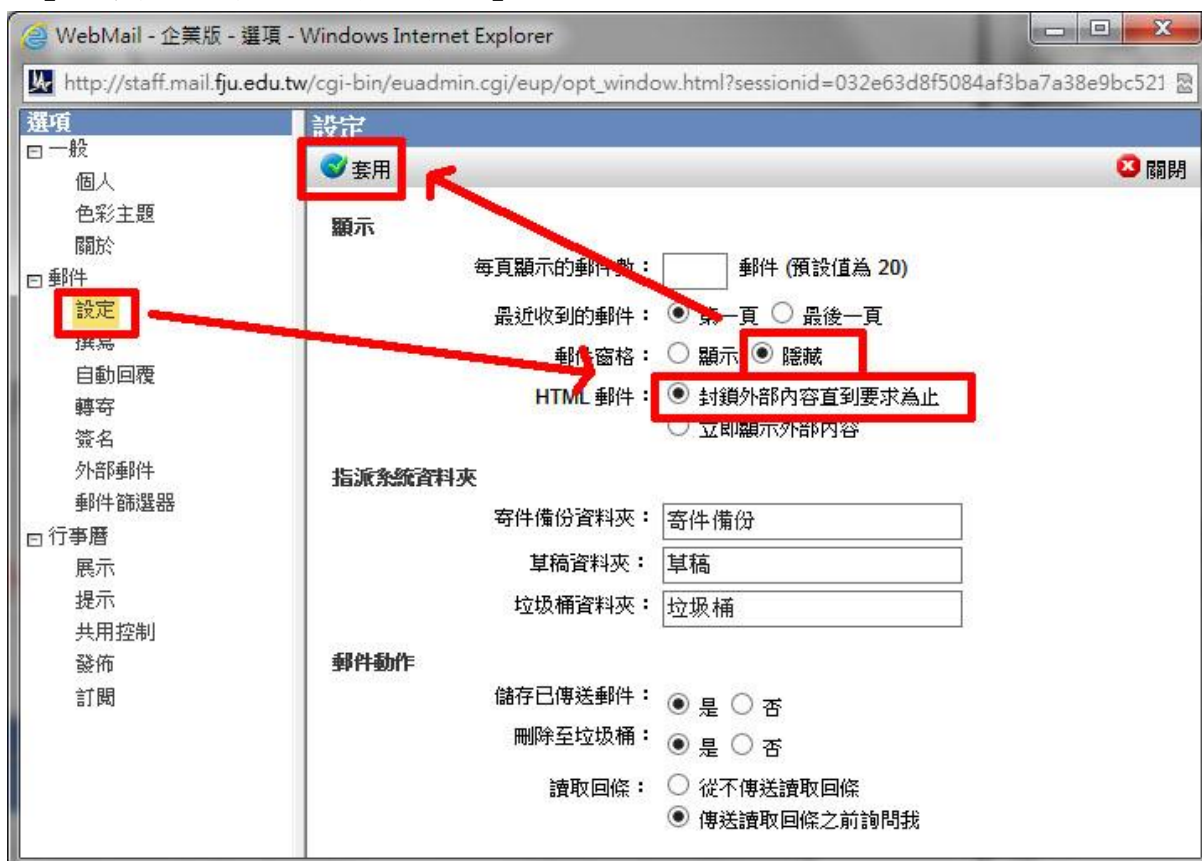 WebMail - 企業版 - 選項 - Windows Internet Explorer
http://staff.mail.fju.edu.tw/cgi-bin/euadmin.cgi/eup/opt_window.html?sessionid=032e63d8f5084af3ba7a38e9bc521
選項
一般
個人
色彩主題
關於
郵件
設定
撰寫
自動回覆
轉寄
簽名
外部郵件
郵件篩選器
行事曆
展示
提示
共用控制
發佈
訂閱
設定
套用 關閉
顯示
每頁顯示的郵件數： 郵件 (預設值為 20)
最近收到的郵件： 第一頁 最後一頁
郵件窗格： 顯示 隱藏
HTML 郵件： 封鎖外部內容直到要求為止
立即顯示外部內容
指派系統資料夾
寄件備份資料夾： 寄件備份
草稿資料夾： 草稿
垃圾桶資料夾： 垃圾桶
郵件動作
儲存已傳送郵件： 是 否
刪除至垃圾桶： 是 否
讀取回條： 從不傳送讀取回條
傳送讀取回條之前詢問我